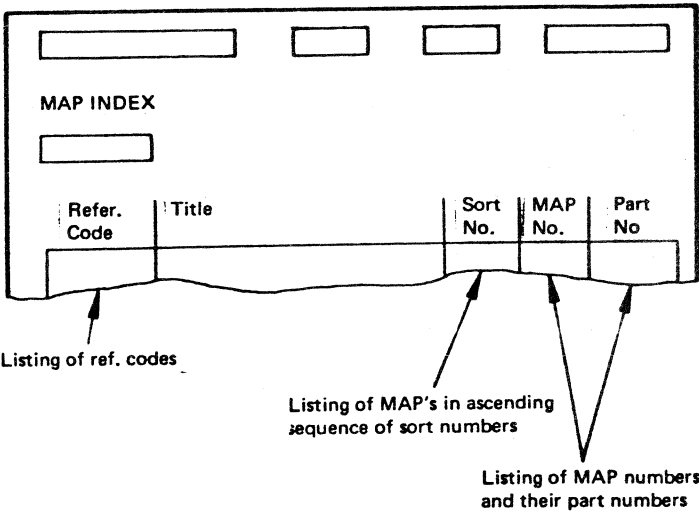 MAP INDEX
Refer. Code
Title
Sort No.
MAP No.
Part No
Listing of ref. codes
Listing of MAP's in ascending
sequence of sort numbers
Listing of MAP numbers
and their part numbers